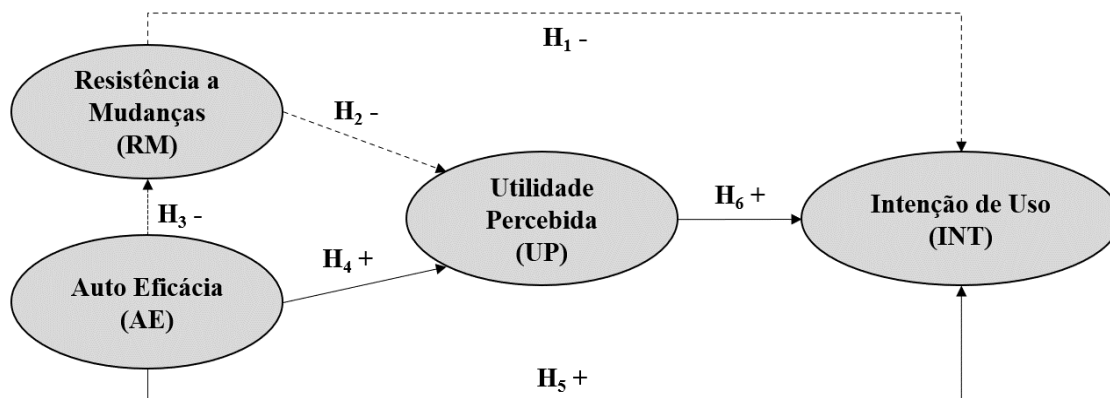 H₁ -
Resistência a
Mudanças
(RM)
H₂ -
Utilidade
Percebida
(UP)
H₆ +
Intenção de Uso
(INT)
H₃ -
H₄ +
Auto Eficácia
(AE)
H₅ +